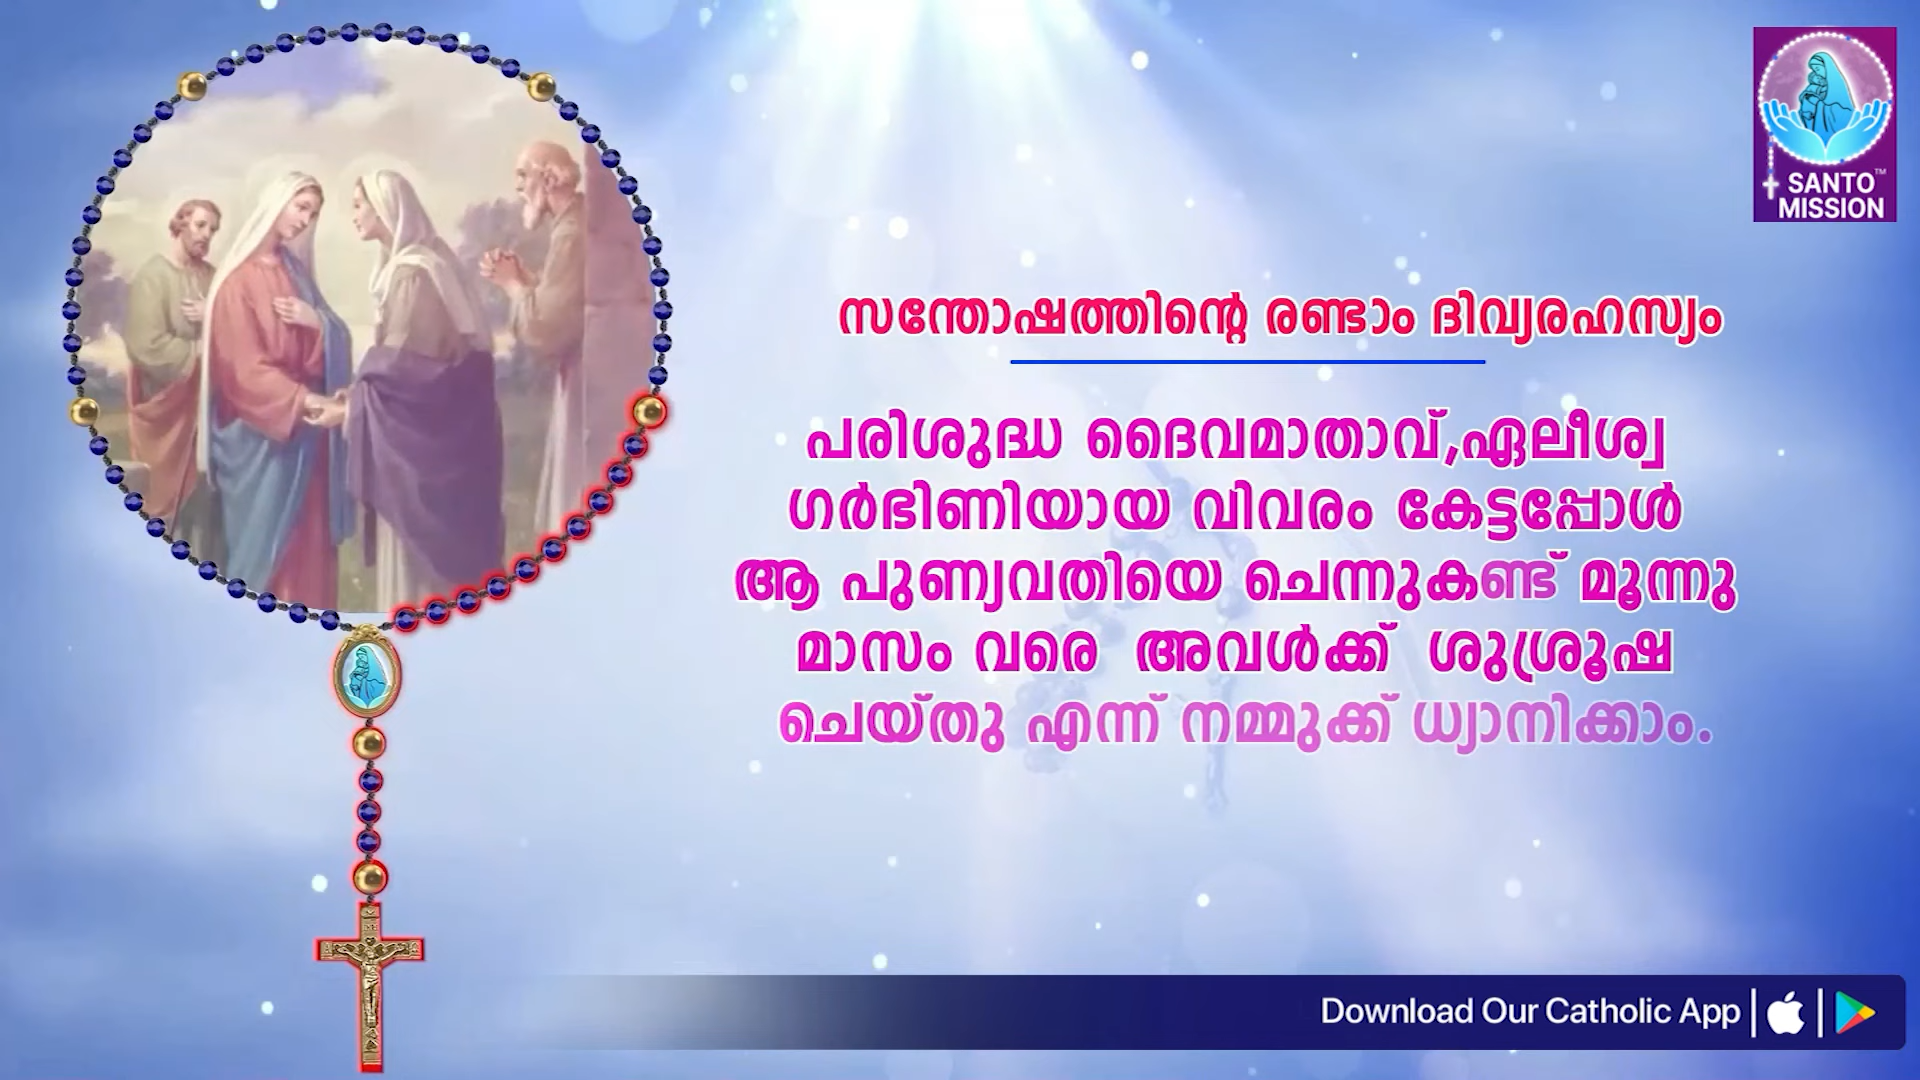 SANTO™
MISSION
സന്തോഷത്തിന്റെ രണ്ടാം ദിവ്യരഹസ്യം
പരിശുദ്ധ ദൈവമാതാവ്,ഏലീശ്വ
ഗർഭിണിയായ വിവരം കേട്ടപ്പോൾ
ആ പുണ്യവതിയെ ചെന്നുകണ്ട് മൂന്നു
മാസം വരെ അവൾക്ക് ശുശ്രൂഷ
ചെയ്തു എന്ന് നമ്മുക്ക് ധ്യാനിക്കാം.
Download Our Catholic App